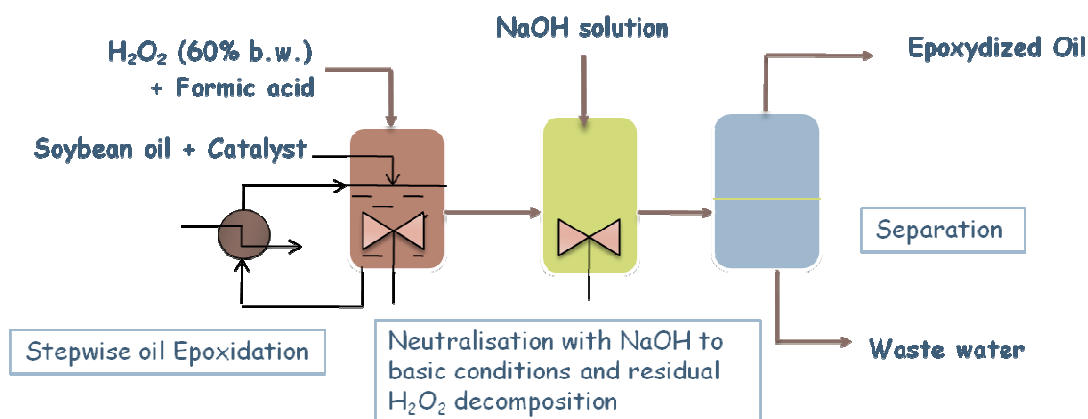 H₂O₂ (60% b.w.)
+ Formic acid
NaOH solution
Epoxydized Oil
Soybean oil + Catalyst
Separation
Stepwise oil Epoxidation
Neutralisation with NaOH to
basic conditions and residual
H₂O₂ decomposition
Waste water